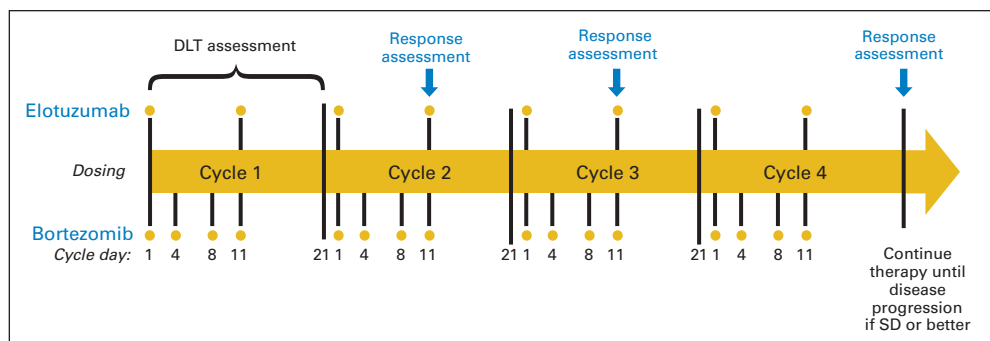 DLT assessment
Response
assessment
Response
assessment
Response
assessment
Elotuzumab
Dosing
Cycle 1
Cycle 2
Cycle 3
Cycle 4
Bortezomib
Cycle day: 1 4 8 11 21 1 4 8 11 21 1 4 8 11 21 1 4 8 11
Continue
therapy until
disease
progression
if SD or better